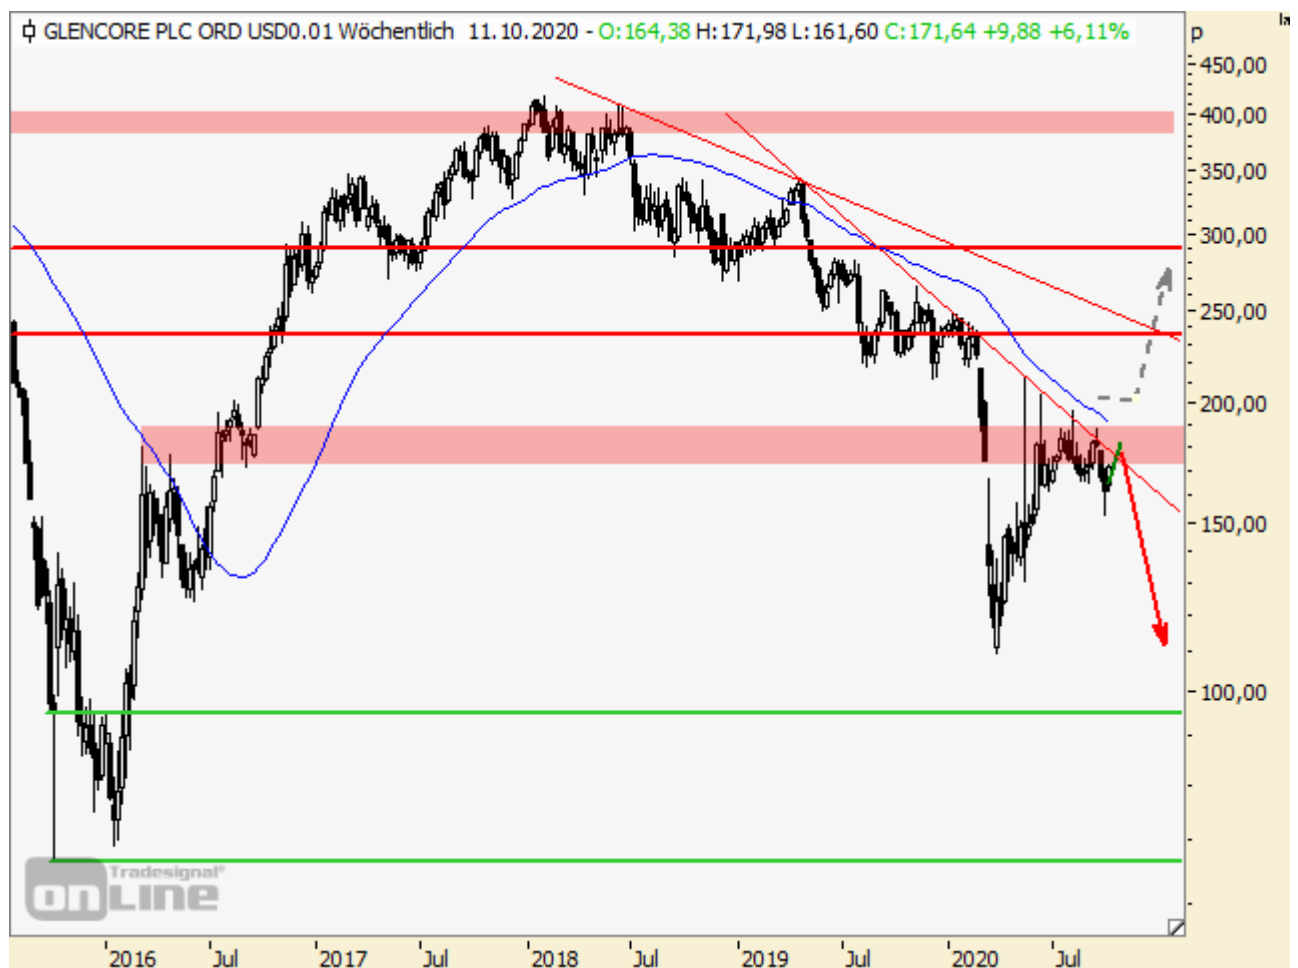 GLENCORE PLC ORD USD0.01 Wöchentlich 11.10.2020 - O:164,38 H:171,98 L:161,60 C:171,64 +9,88 +6,11%
p
450,00
400,00
350,00
300,00
250,00
200,00
150,00
100,00
Tradesignal®
onLine
2016 Jul 2017 Jul 2018 Jul 2019 Jul 2020 Jul